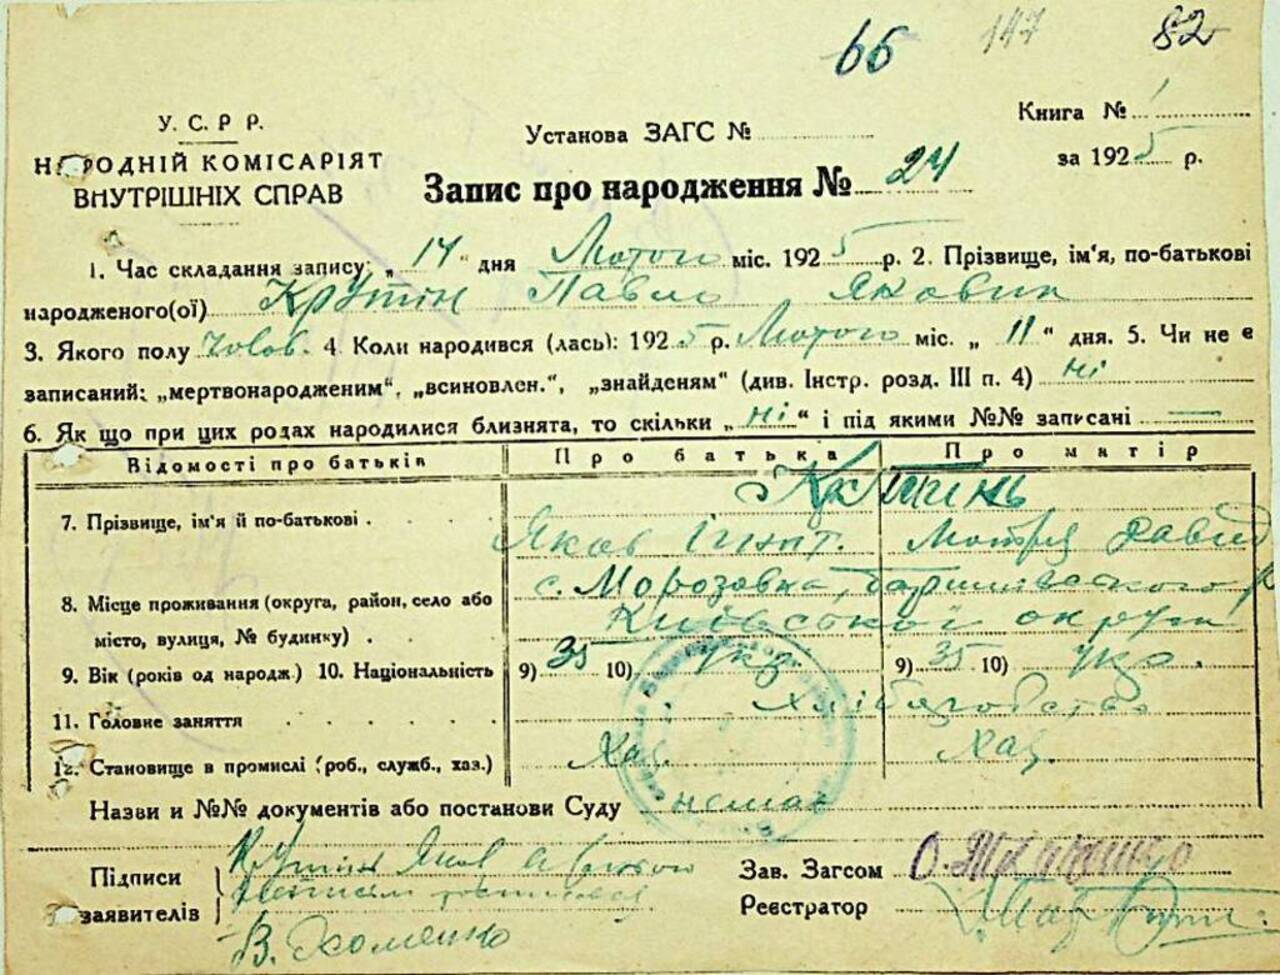 66 147 82
У. С. Р Р.
НАРОДНІЙ КОМІСАРІЯТ
ВНУТРІШНІХ СПРАВ
Установа ЗАГС №
Книга № 1
за 1925 р.
Запис про народження № 24
1. Час складання запису: „14" дня Лютого міс. 1925 р. 2. Прізвище, ім'я, по-батькові
народженого(ої) Крутінь Павло Якович
3. Якого полу чолов. 4 Коли народився (лась): 1925 р. Лютого міс. „11" дня. 5. Чи не є
записаний: „мертвонародженим", „всиновлен.", „знайденям" (див. Інстр. розд. III п. 4) ні
6. Як що при цих родах народилися близнята, то скільки „ні" і під якими №№ записані —
Відомості про батьків Про батька Про матір
Крутінь
7. Прізвище, ім'я й по-батькові Яков Мотря Давид
8. Місце проживання (округа, район, село або с. Морозовка,
місто, вулиця, № будинку) Київської округи
9. Вік (років од народж.) 10. Національність 9) 35 10) укр. 9) 35 10) укр.
11. Головне заняття Хліборобство
12. Становище в промислі (роб., служб., хаз.) Хаз. Хаз.
Назви и №№ документів або постанови Суду немає
Підписи заявителів Крутінь Яков
В. Хоменко
Зав. Загсом
Реєстратор